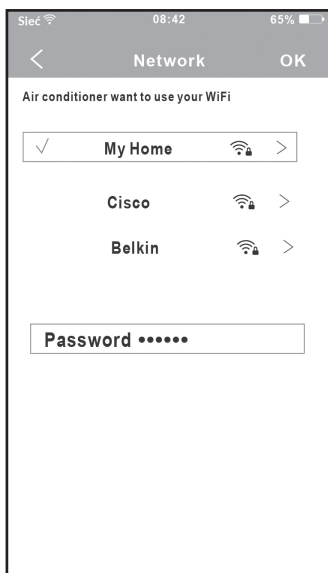 Sieć 08:42 65%
Network OK
Air conditioner want to use your WiFi
My Home
Cisco
Belkin
Password ••••••